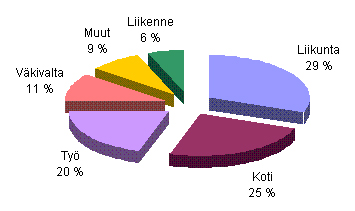 Liikenne
6 %
Muut
9 %
Liikunta
29 %
Väkivalta
11 %
Työ
20 %
Koti
25 %